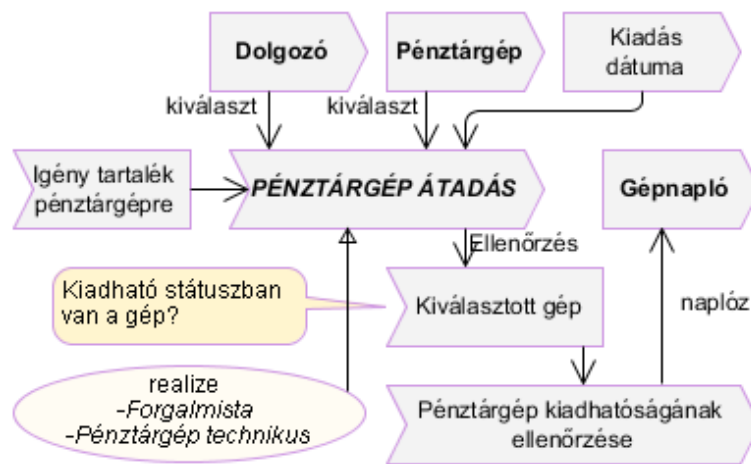 Dolgozó
Pénztárgép
Kiadás
dátuma
kiválaszt
kiválaszt
Igény tartalék
pénztárgépre
PÉNZTÁRGÉP ÁTADÁS
Gépnapló
Ellenőrzés
Kiadható státuszban
van a gép?
Kiválasztott gép
naplóz
realize
-Forgalmista
-Pénztárgép technikus
Pénztárgép kiadhatóságának
ellenőrzése